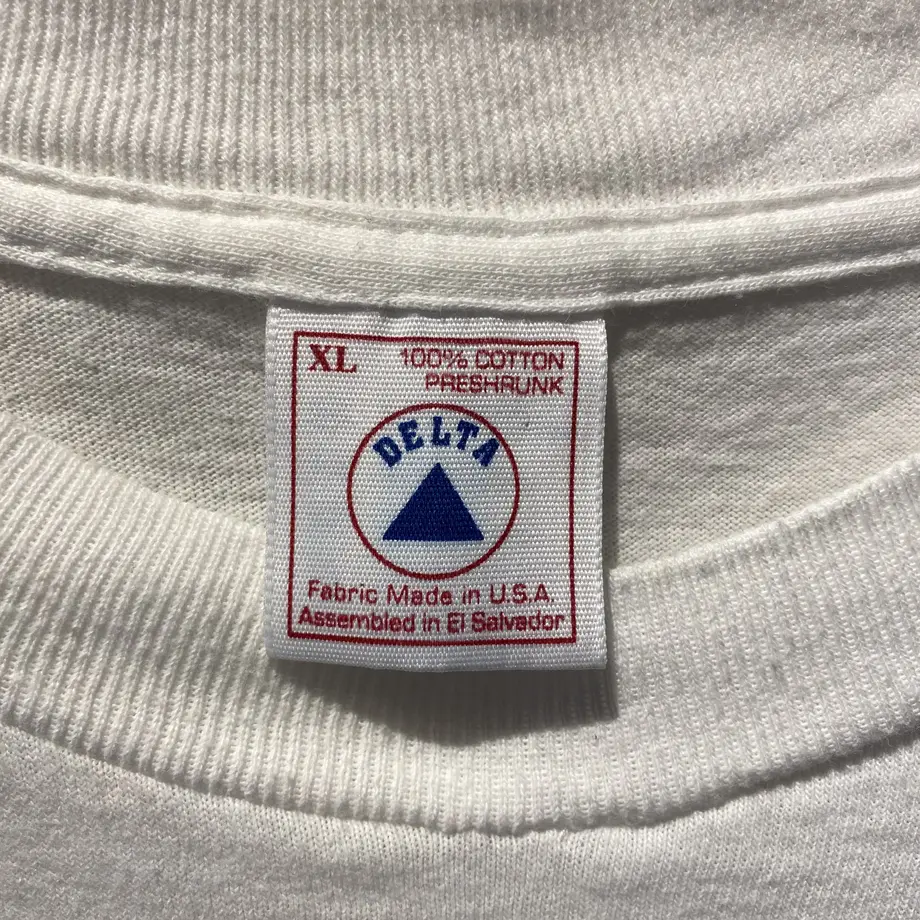 XL 100% COTTON
PRESHRUNK
DELTA
Fabric Made in U.S.A.
Assembled in El Salvador